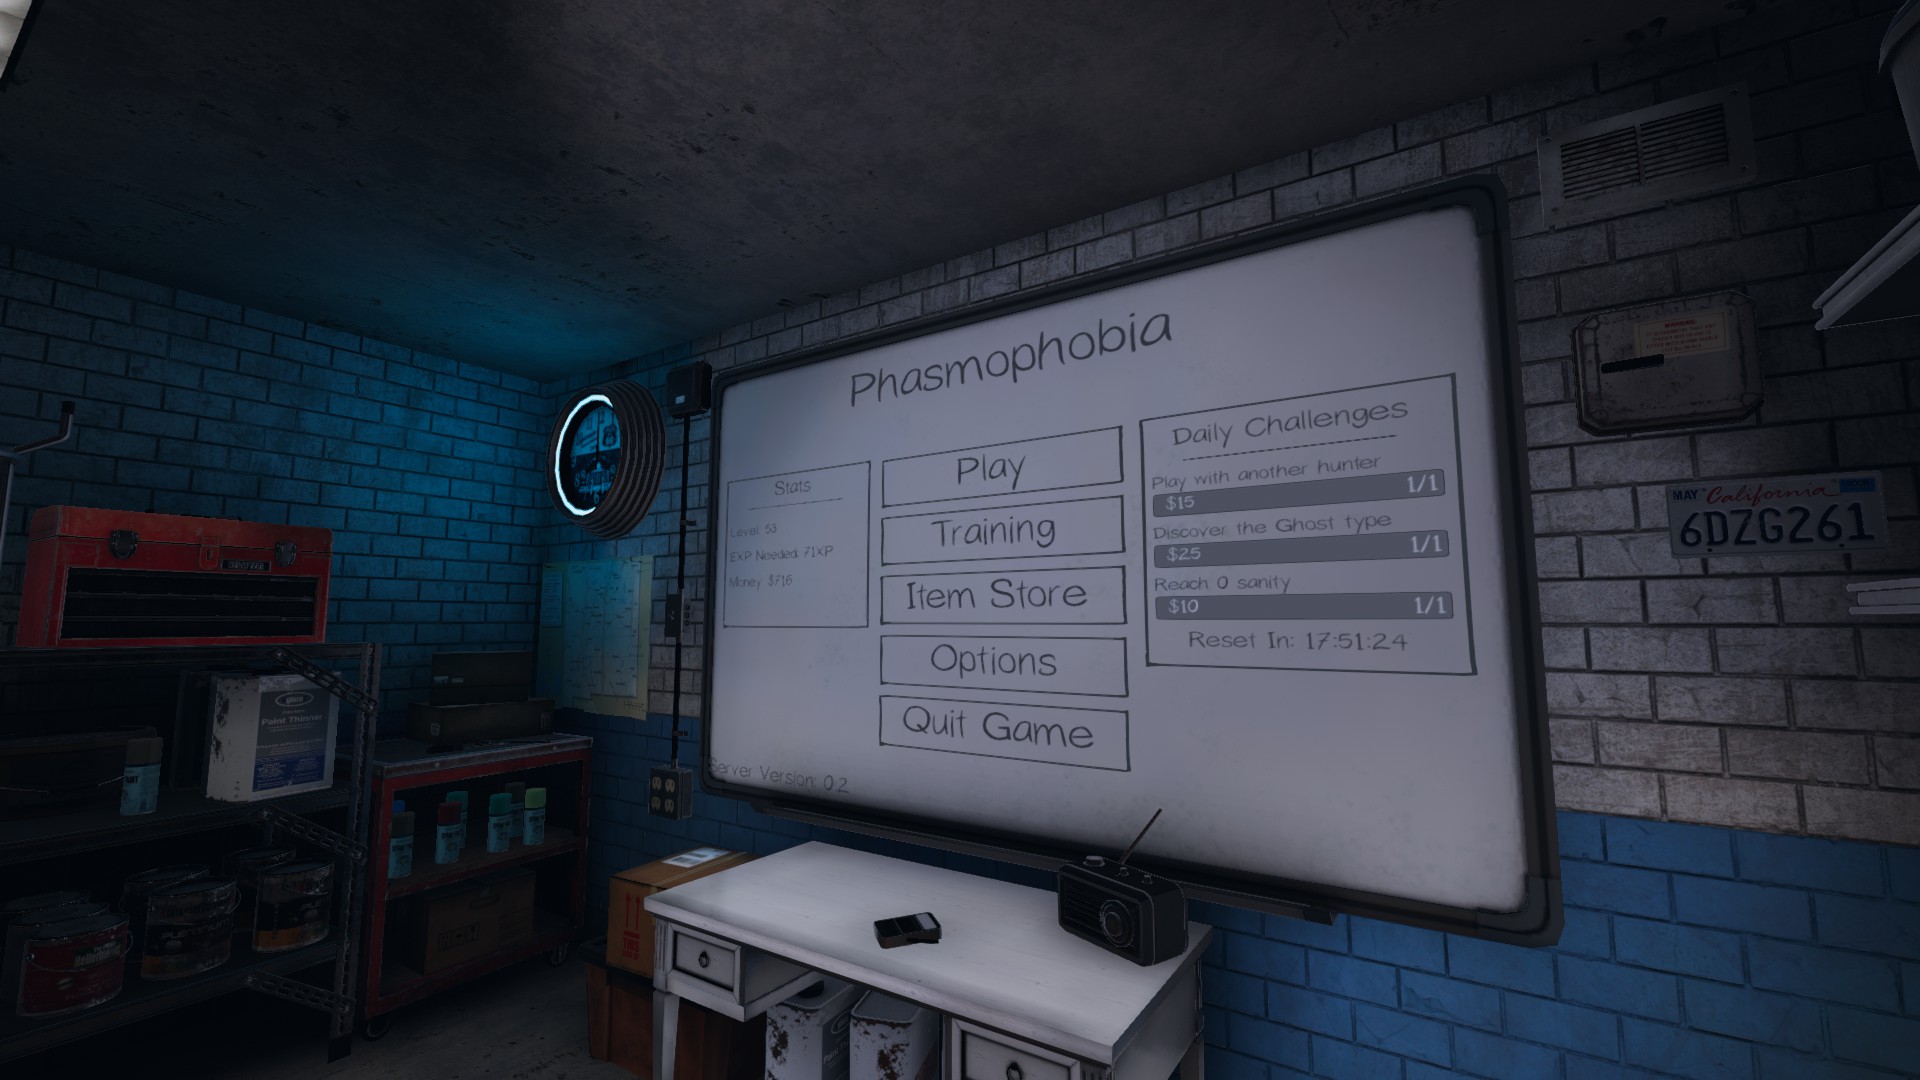 Phasmophobia
Stats
Level: 53
EXP Needed: 71XP
Money: $716
Play
Training
Item Store
Options
Quit Game
Daily Challenges
Play with another hunter
$15 1/1
Discover the Ghost type
$25 1/1
Reach 0 sanity
$10 1/1
Reset In: 17:51:24
Server Version: 0.2
MAY California
6DZG261
WARNING
Paint Thinner